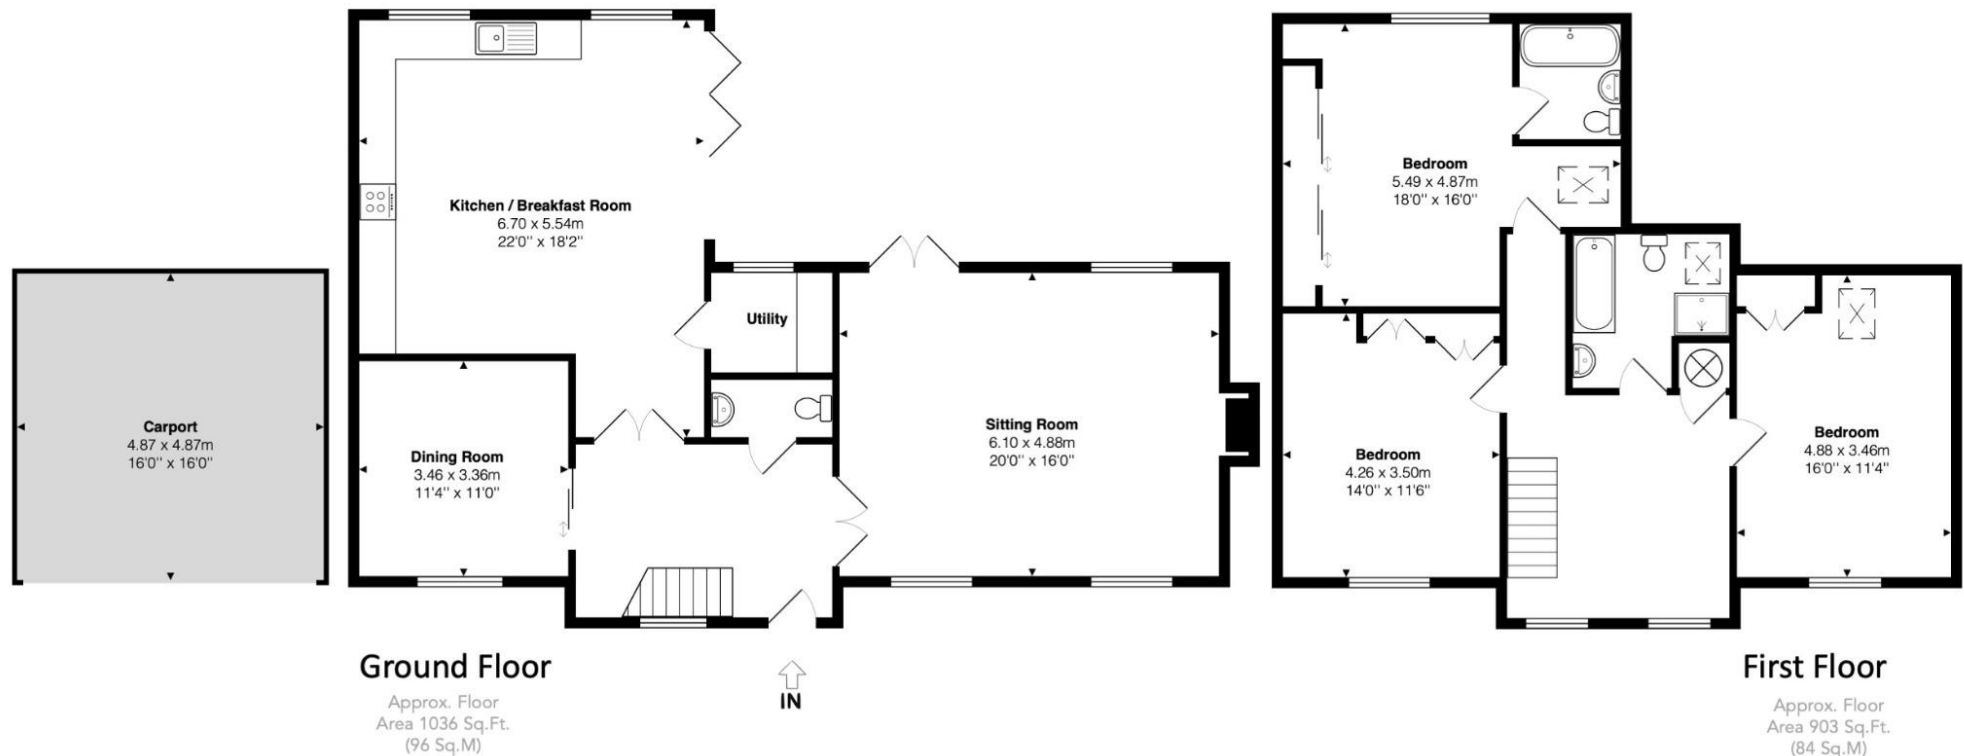 Kitchen / Breakfast Room
6.70 x 5.54m
22'0'' x 18'2''
Utility
Carport
4.87 x 4.87m
16'0'' x 16'0''
Dining Room
3.46 x 3.36m
11'4'' x 11'0''
Sitting Room
6.10 x 4.88m
20'0'' x 16'0''
Ground Floor
Approx. Floor
Area 1036 Sq.Ft.
(96 Sq.M)
IN
Bedroom
5.49 x 4.87m
18'0'' x 16'0''
Bedroom
4.26 x 3.50m
14'0'' x 11'6''
Bedroom
4.88 x 3.46m
16'0'' x 11'4''
First Floor
Approx. Floor
Area 903 Sq.Ft.
(84 Sq.M)